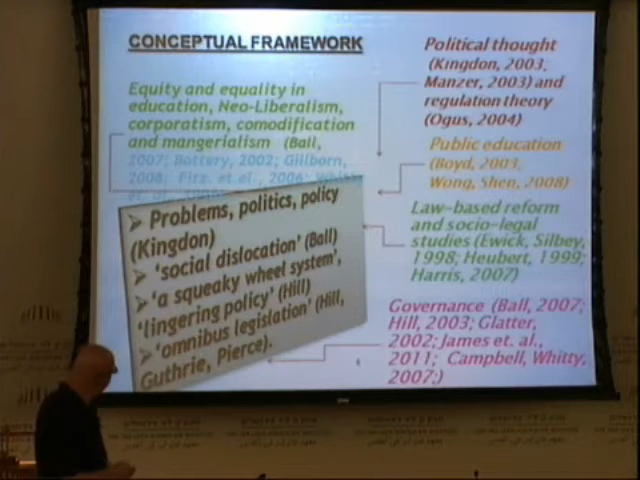 CONCEPTUAL FRAMEWORK
Equity and equality in
education, Neo-Liberalism,
corporatism, comodification
and mangerialism (Ball,
2007; Bottery, 2002; Gillborn,
2008; Fitz. et al., 2006;
➢ Problems, politics, policy
(Kingdon)
➢ 'social dislocation' (Ball)
➢ 'a squeaky wheel system',
'lingering policy' (Hill)
➢ 'omnibus legislation' (Hill,
Guthrie, Pierce).
Political thought
(Kingdon, 2003,
Manzer, 2003) and
regulation theory
(Ogus, 2004)
Public education
(Boyd, 2003,
Wong, Shen, 2008)
Law-based reform
and socio-legal
studies (Ewick, Silbey,
1998; Heubert, 1999;
Harris, 2007)
Governance (Ball, 2007;
Hill, 2003; Glatter,
2002; James et. al.,
2011; Campbell, Whitty,
2007;)